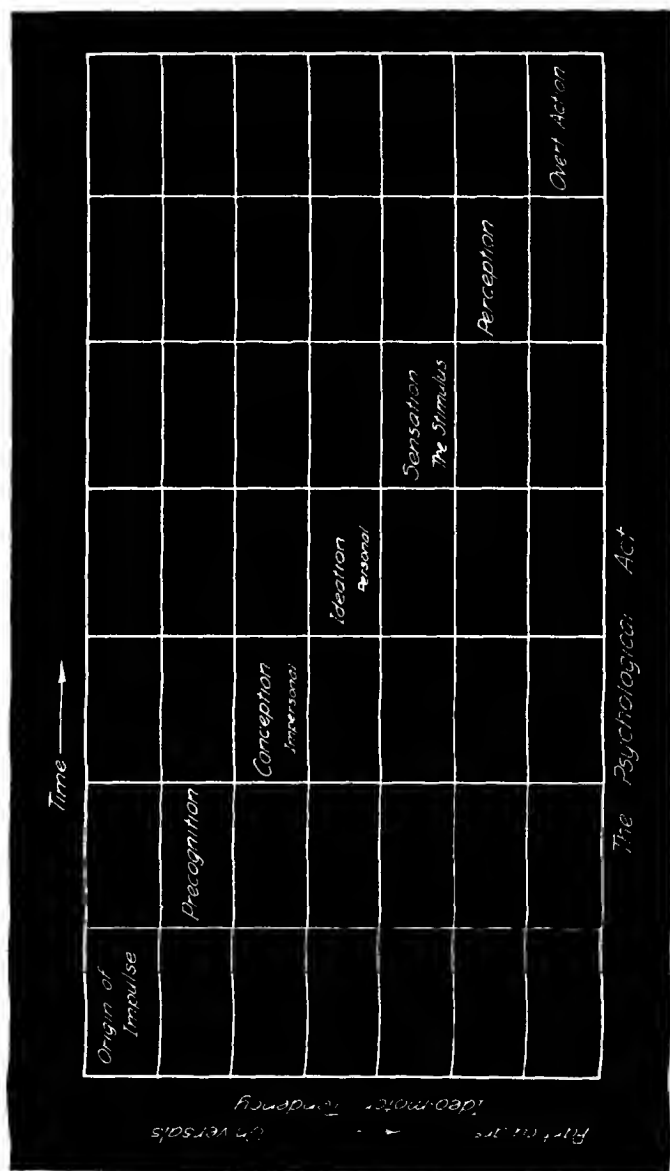 Time
Origin of
Impulse
Precognition
Conception
Impersonal
Ideation
Personal
Sensation
The Stimulus
Perception
Overt Action
Particulars Universals
Ideo-motor Tendency
The Psychological Act